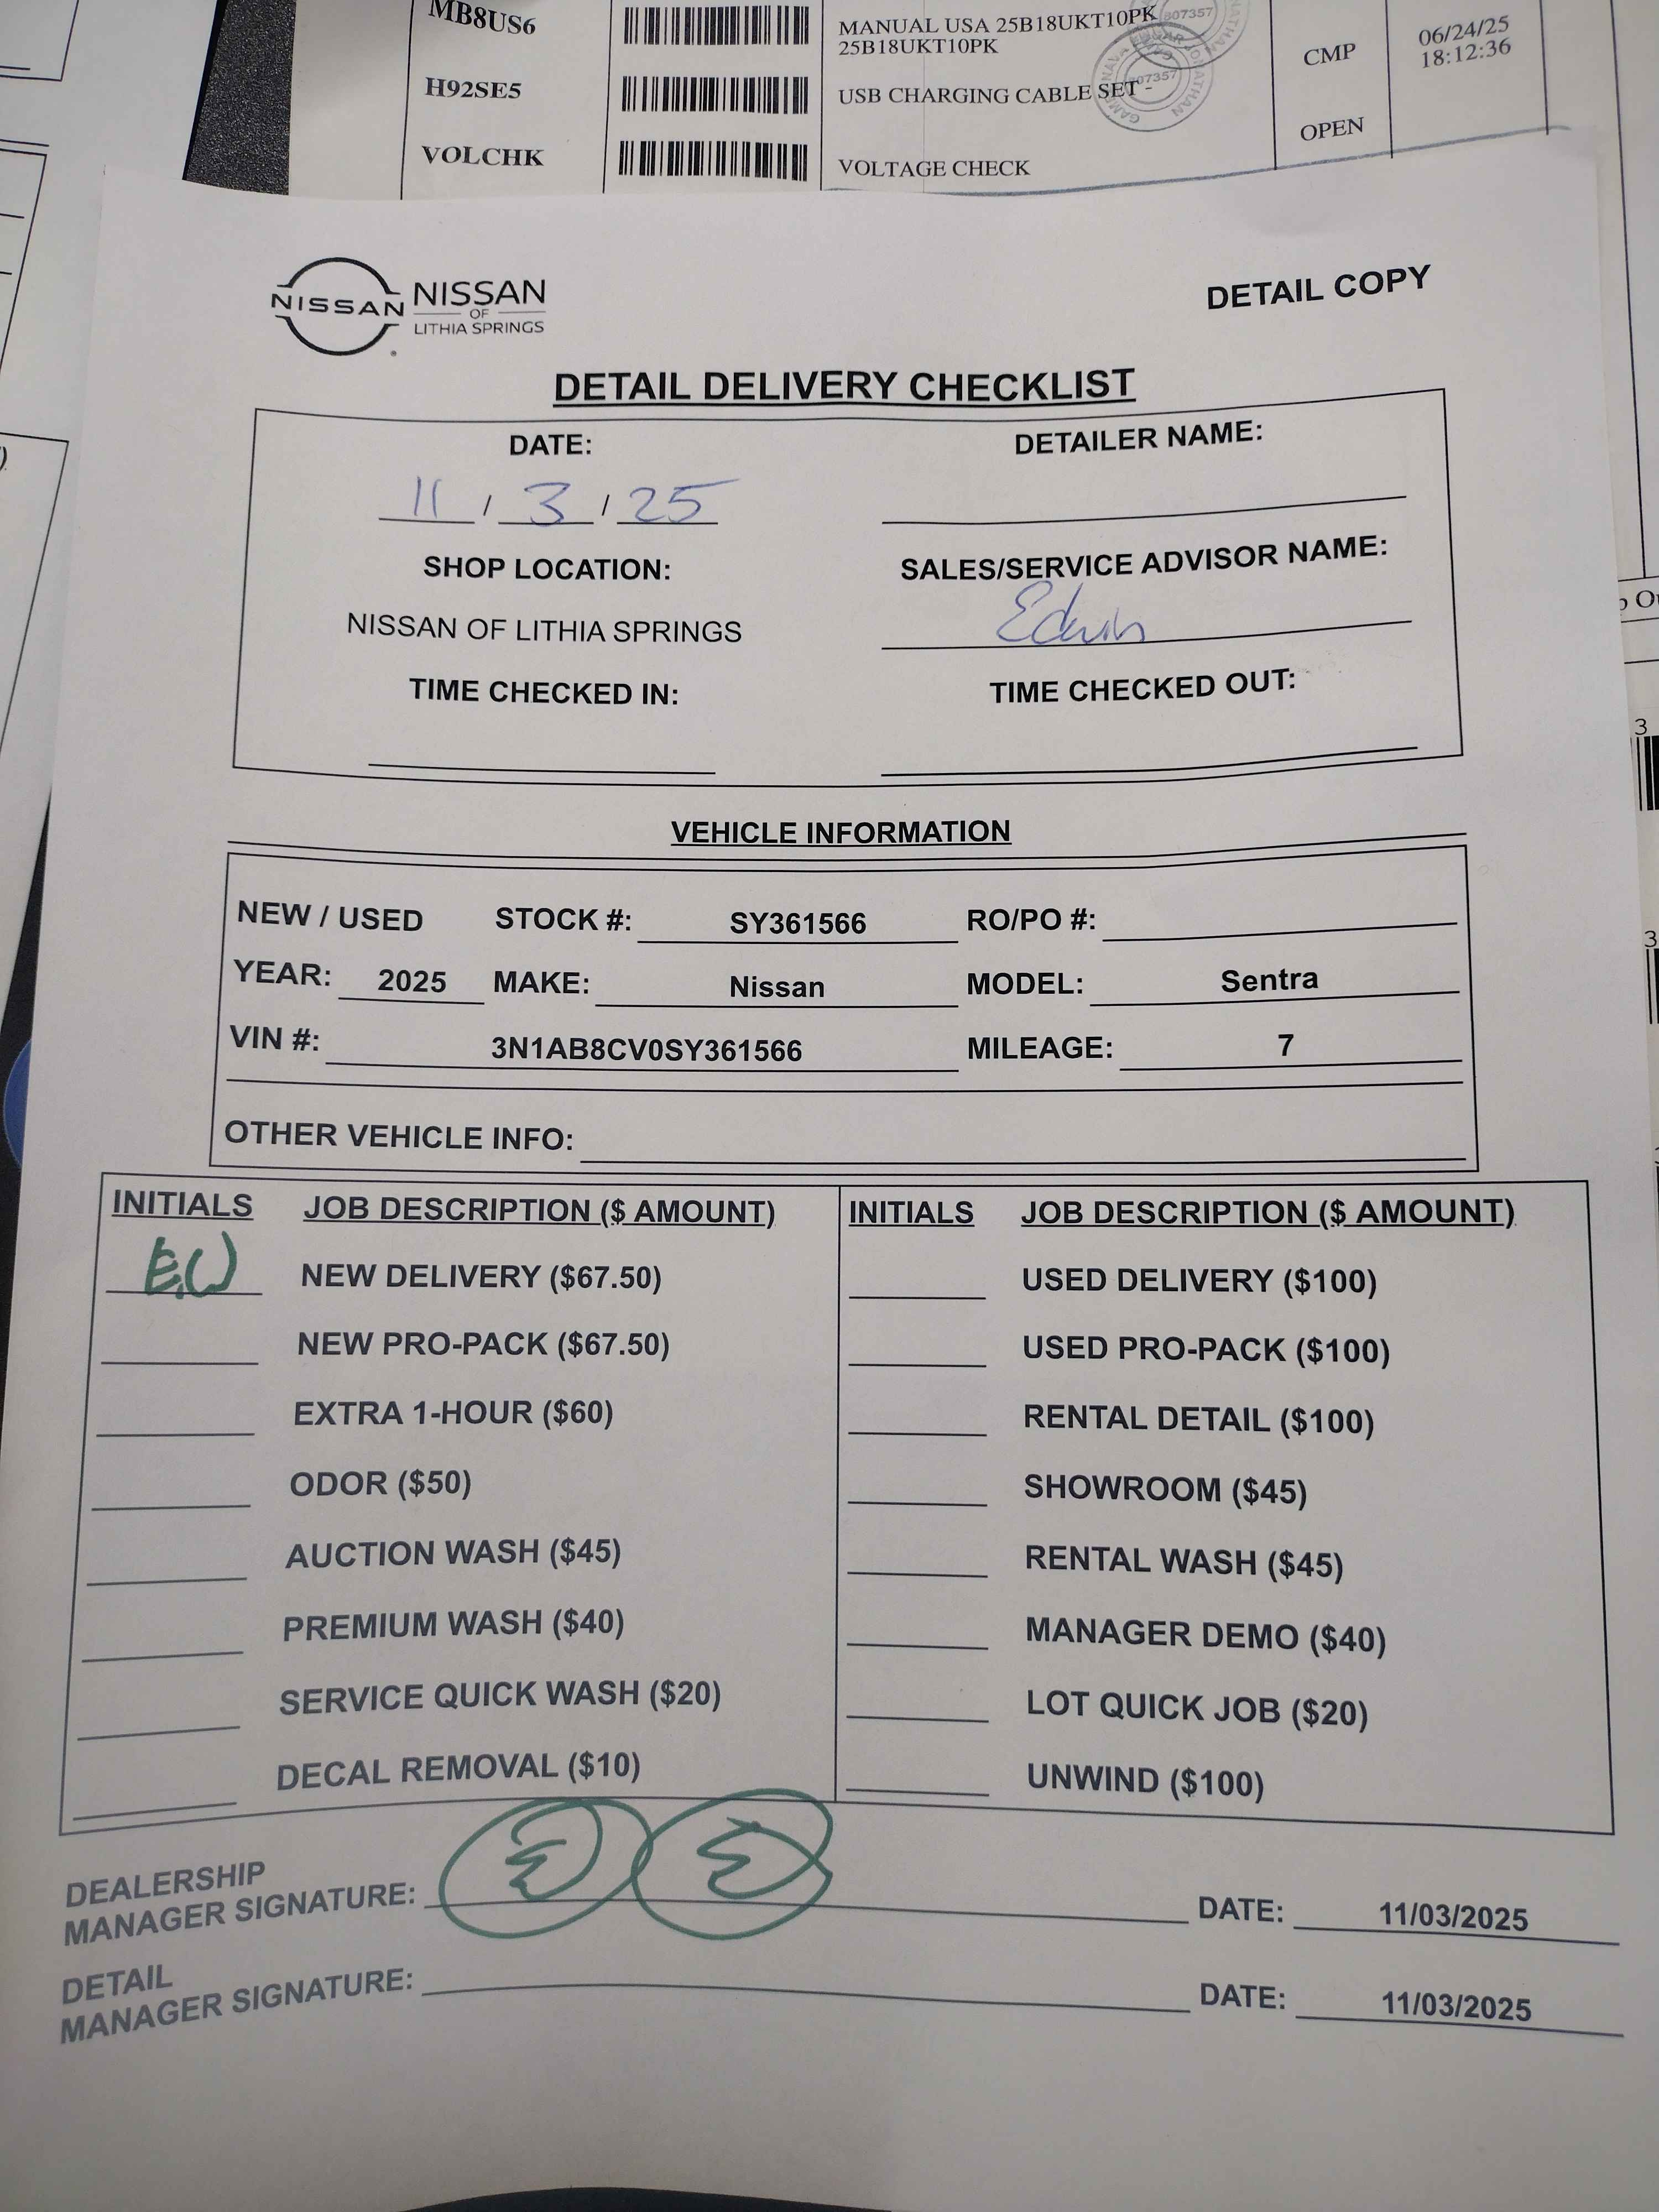 MB8US6 MANUAL USA 25B18UKT10PK
25B18UKT10PK CMP 06/24/25
18:12:36
H92SE5 USB CHARGING CABLE SET -
OPEN
VOLCHK VOLTAGE CHECK
807357
807357
NISSAN NISSAN
OF
LITHIA SPRINGS
DETAIL COPY
DETAIL DELIVERY CHECKLIST
DATE: DETAILER NAME:
11 / 3 / 25
SHOP LOCATION: SALES/SERVICE ADVISOR NAME:
NISSAN OF LITHIA SPRINGS Edwin
TIME CHECKED IN: TIME CHECKED OUT:
VEHICLE INFORMATION
NEW / USED STOCK #: SY361566 RO/PO #:
YEAR: 2025 MAKE: Nissan MODEL: Sentra
VIN #: 3N1AB8CV0SY361566 MILEAGE: 7
OTHER VEHICLE INFO:
INITIALS JOB DESCRIPTION ($ AMOUNT) INITIALS JOB DESCRIPTION ($ AMOUNT)
NEW DELIVERY ($67.50) USED DELIVERY ($100)
NEW PRO-PACK ($67.50) USED PRO-PACK ($100)
EXTRA 1-HOUR ($60) RENTAL DETAIL ($100)
ODOR ($50) SHOWROOM ($45)
AUCTION WASH ($45) RENTAL WASH ($45)
PREMIUM WASH ($40) MANAGER DEMO ($40)
SERVICE QUICK WASH ($20) LOT QUICK JOB ($20)
DECAL REMOVAL ($10) UNWIND ($100)
DEALERSHIP
MANAGER SIGNATURE: DATE: 11/03/2025
DETAIL
MANAGER SIGNATURE: DATE: 11/03/2025